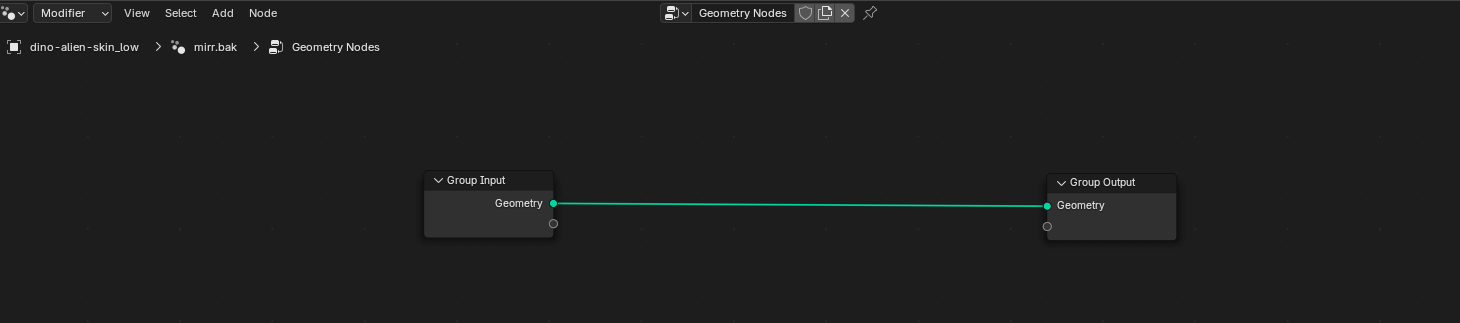 Modifier View Select Add Node Geometry Nodes
dino-alien-skin_low mirr.bak Geometry Nodes
Group Input
Geometry
Group Output
Geometry